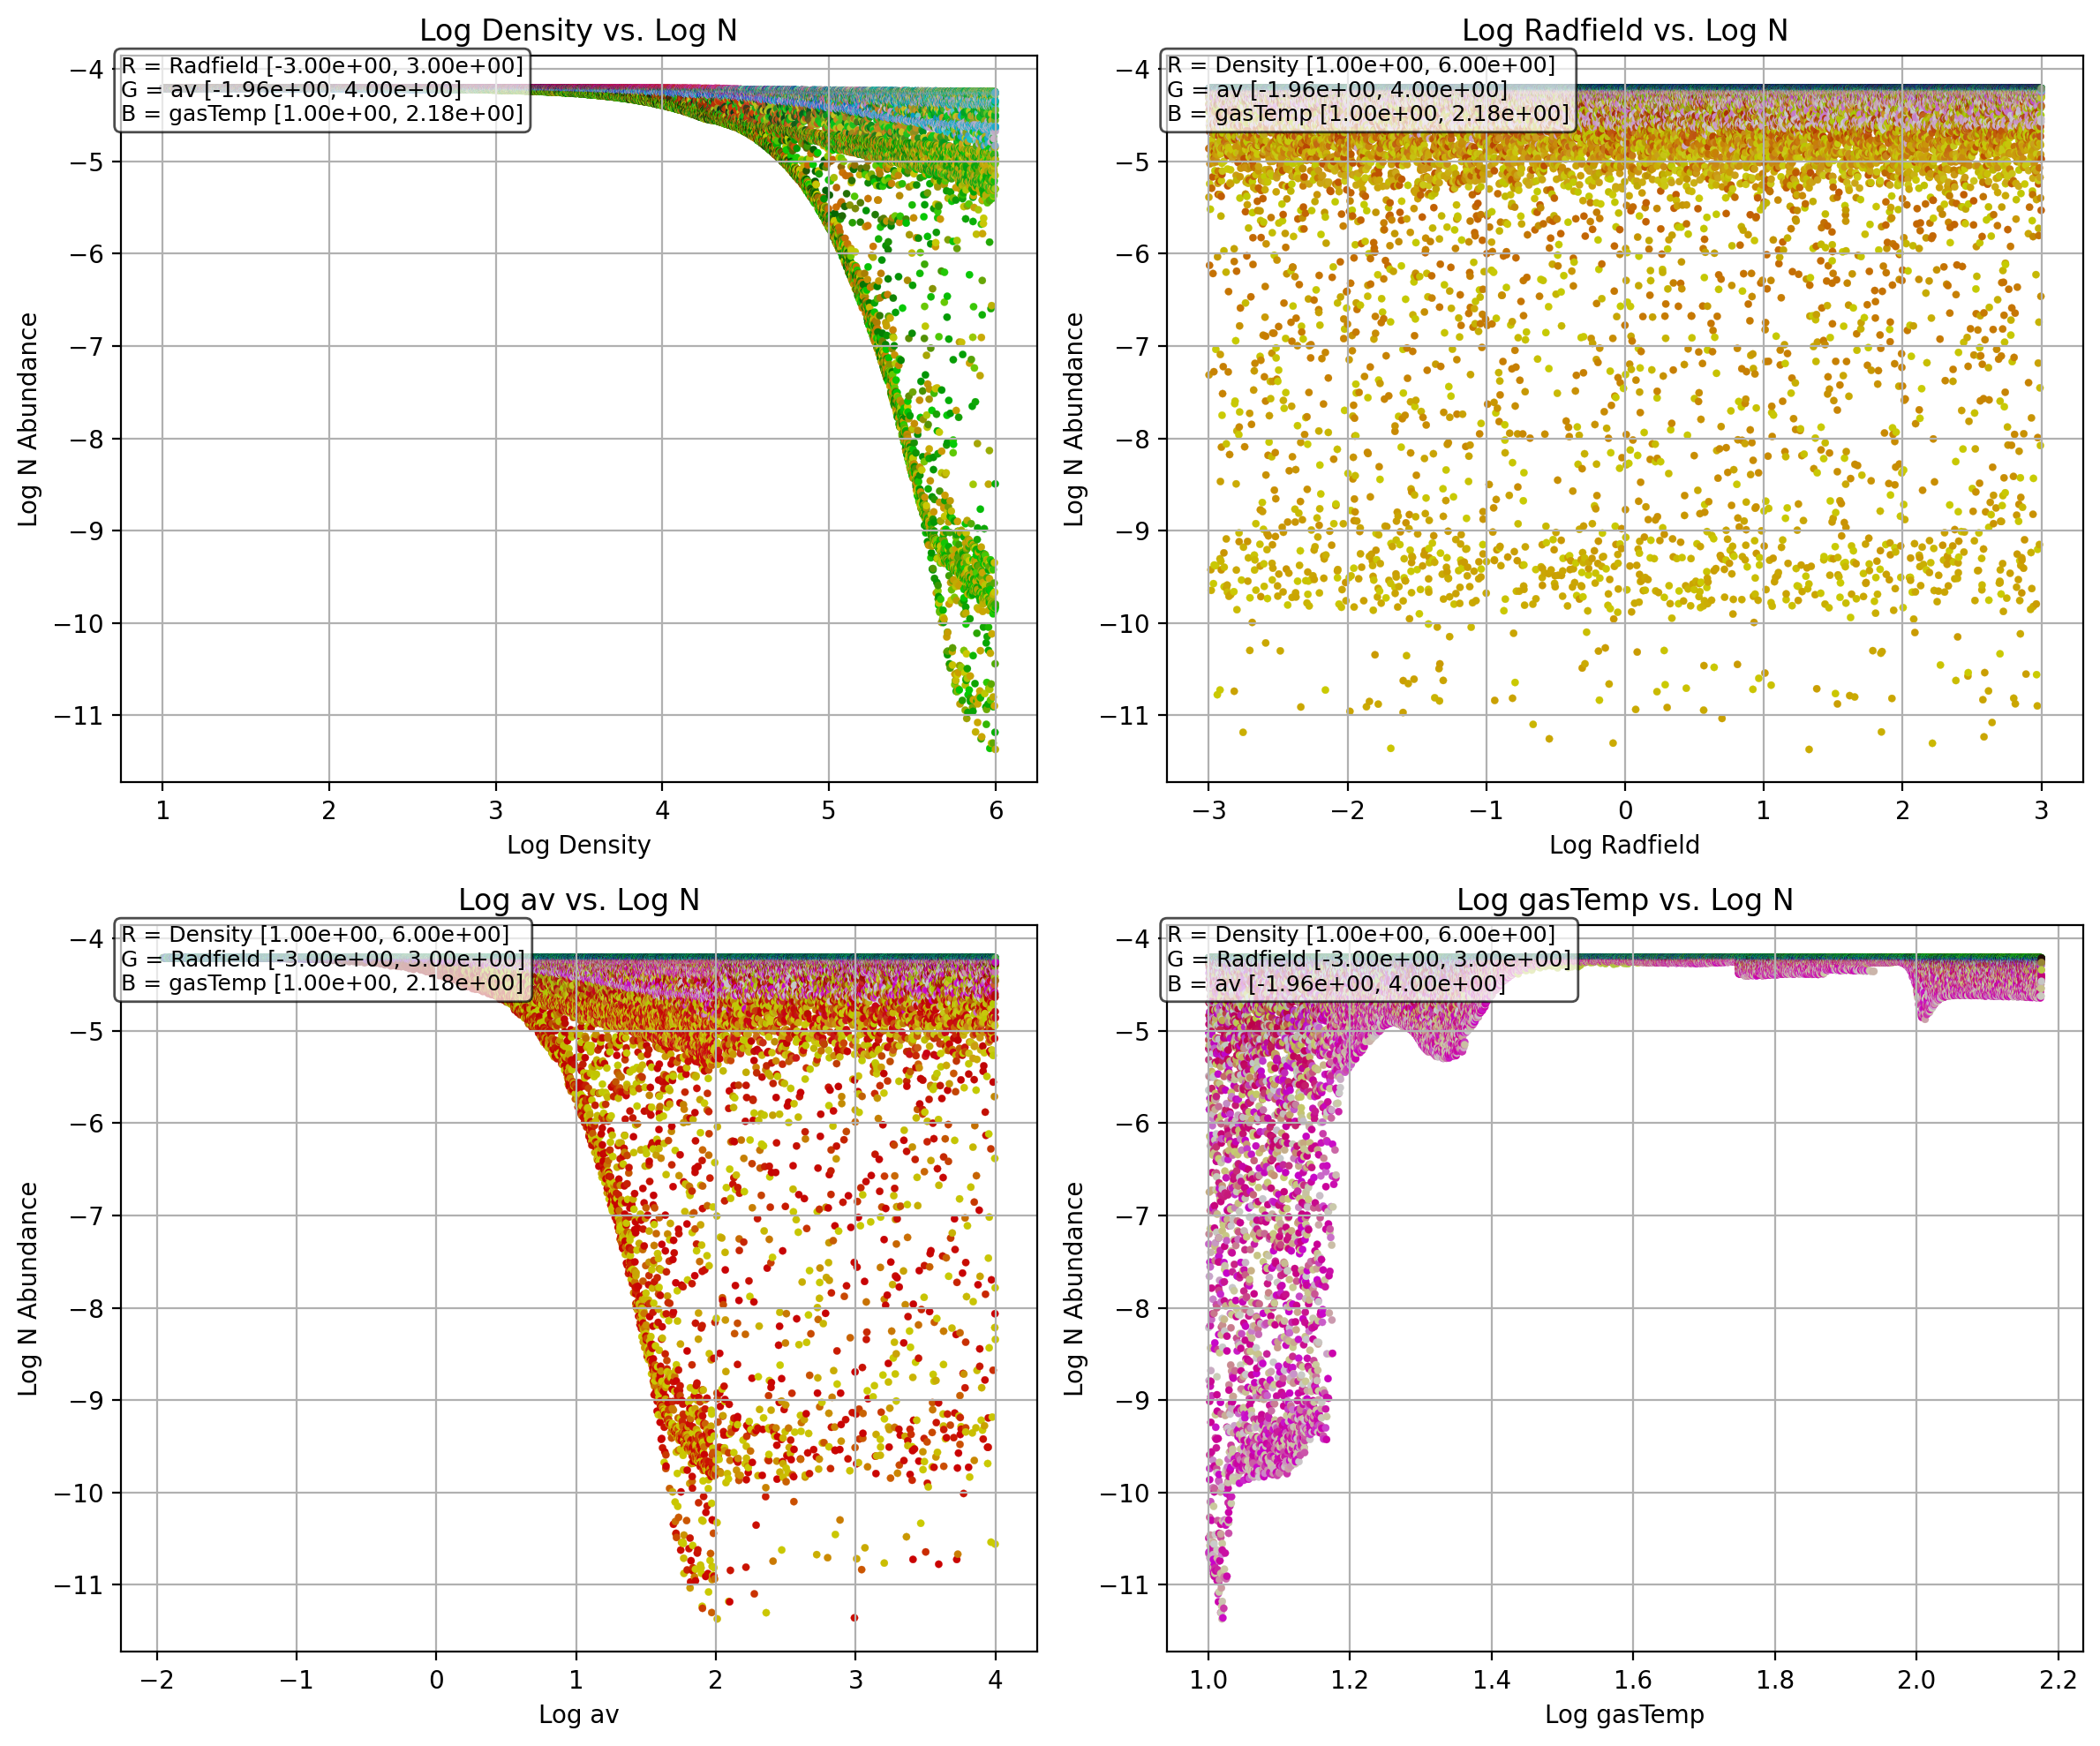 Log Density vs. Log N
R = Radfield [-3.00e+00, 3.00e+00]
G = av [-1.96e+00, 4.00e+00]
B = gasTemp [1.00e+00, 2.18e+00]
−4
−5
−6
−7
−8
−9
−10
−11
Log N Abundance
1 2 3 4 5 6
Log Density
Log Radfield vs. Log N
R = Density [1.00e+00, 6.00e+00]
G = av [-1.96e+00, 4.00e+00]
B = gasTemp [1.00e+00, 2.18e+00]
−4
−5
−6
−7
−8
−9
−10
−11
Log N Abundance
−3 −2 −1 0 1 2 3
Log Radfield
Log av vs. Log N
R = Density [1.00e+00, 6.00e+00]
G = Radfield [-3.00e+00, 3.00e+00]
B = gasTemp [1.00e+00, 2.18e+00]
−4
−5
−6
−7
−8
−9
−10
−11
Log N Abundance
−2 −1 0 1 2 3 4
Log av
Log gasTemp vs. Log N
R = Density [1.00e+00, 6.00e+00]
G = Radfield [-3.00e+00, 3.00e+00]
B = av [-1.96e+00, 4.00e+00]
−4
−5
−6
−7
−8
−9
−10
−11
Log N Abundance
1.0 1.2 1.4 1.6 1.8 2.0 2.2
Log gasTemp